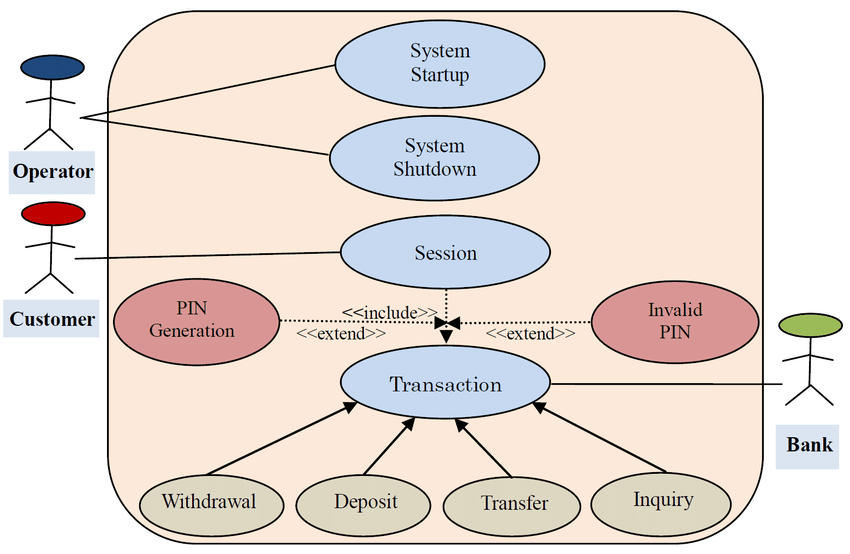 System
Startup
Operator
System
Shutdown
Customer
Session
PIN
Generation
<<include>>
<<extend>>
<<extend>>
Invalid
PIN
Transaction
Bank
Withdrawal
Deposit
Transfer
Inquiry